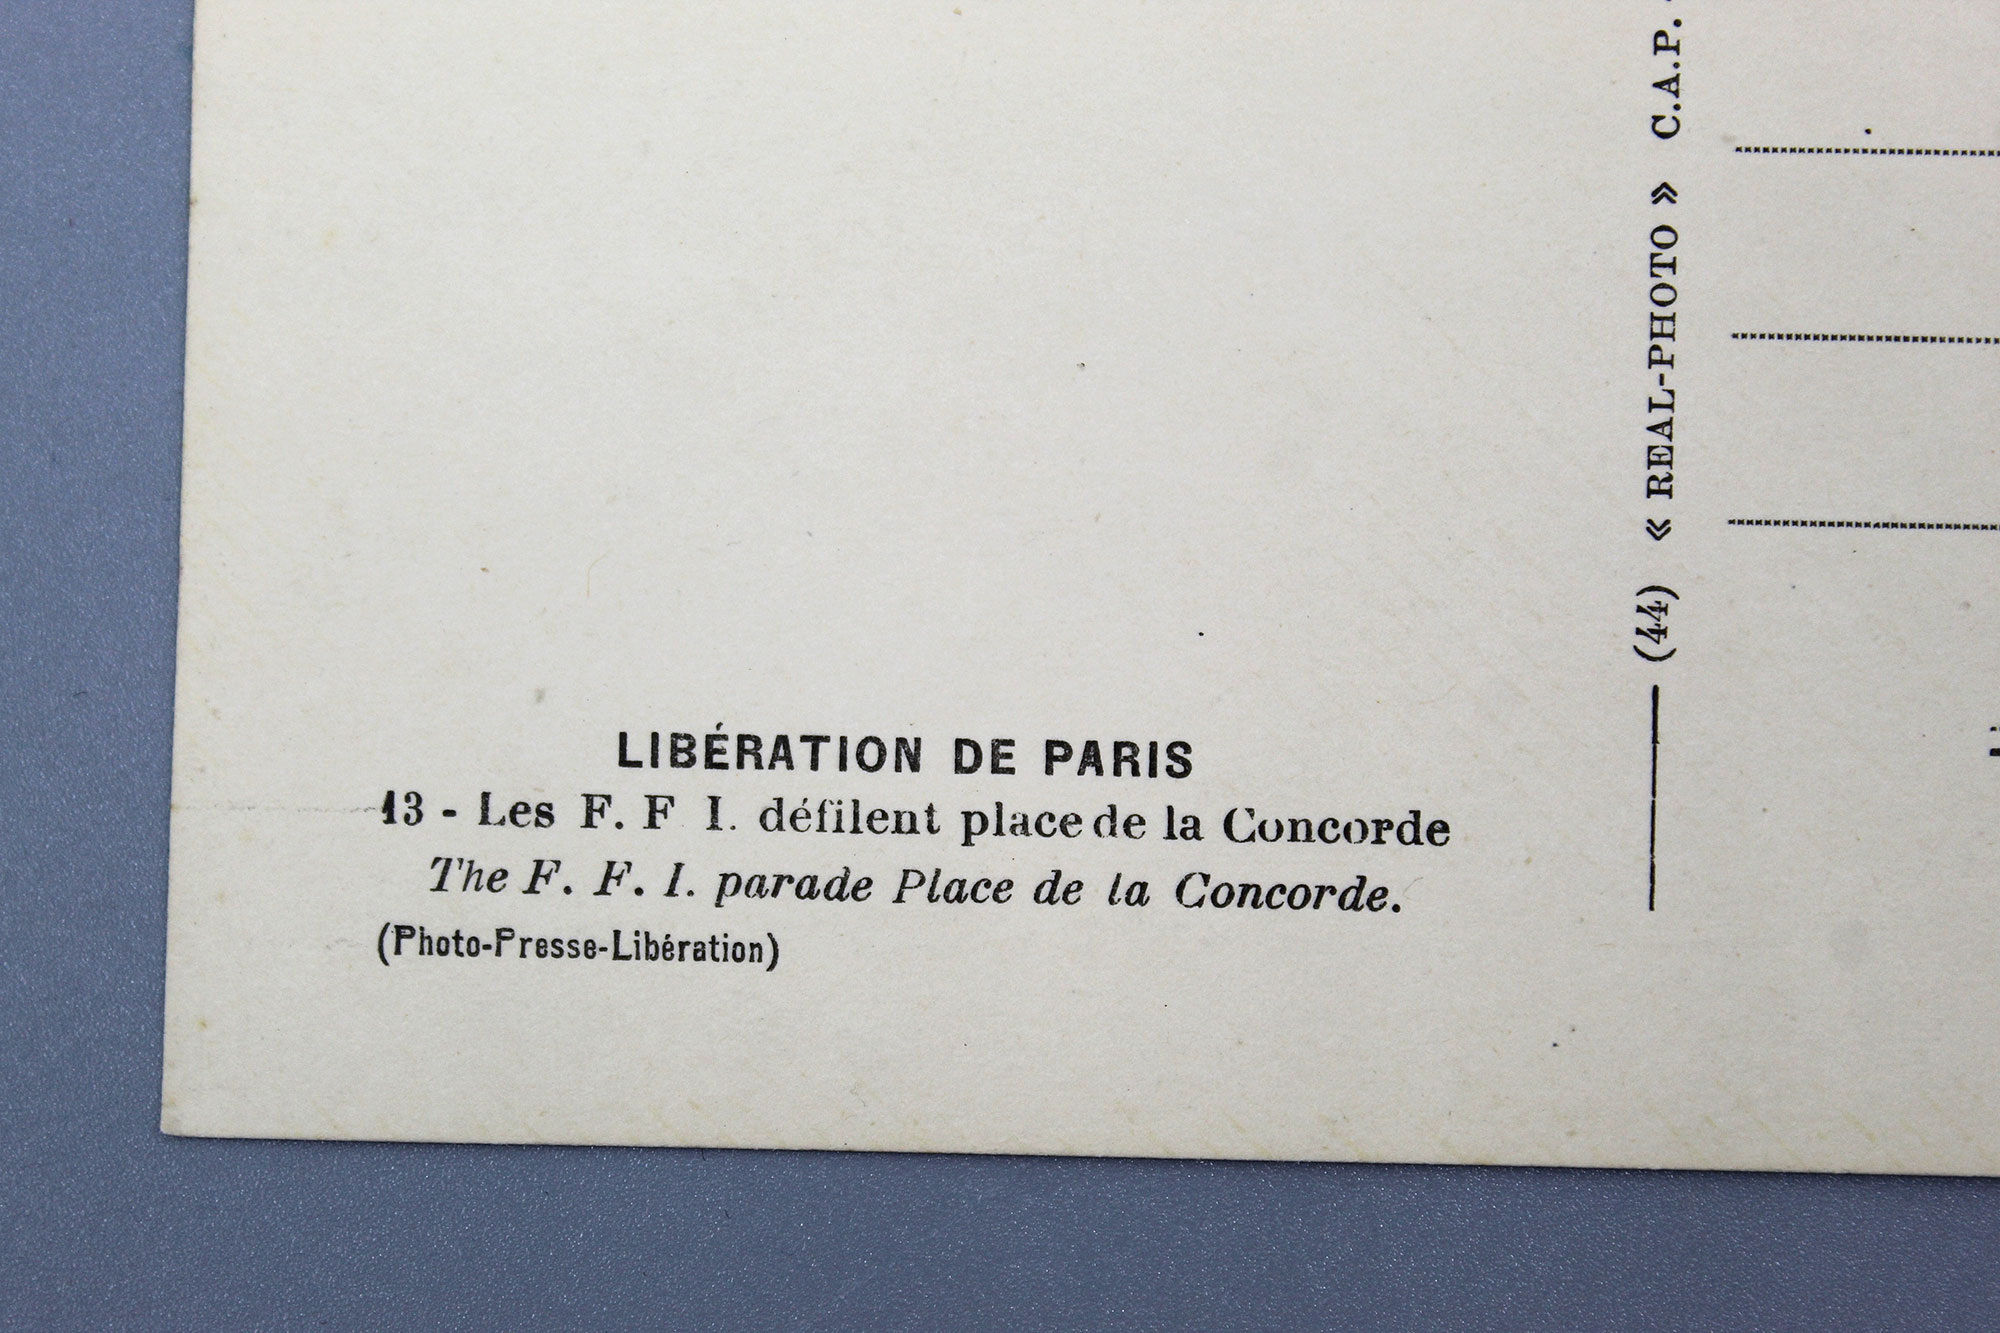 LIBÉRATION DE PARIS
13 - Les F. F I. défilent place de la Concorde
The F. F. I. parade Place de la Concorde.
(Photo-Presse-Libération)
(44) « REAL-PHOTO » C.A.P.